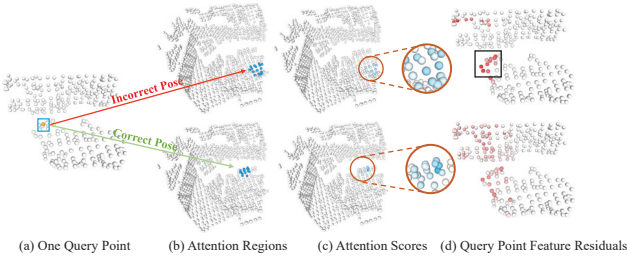 Incorrect Pose
Correct Pose
(a) One Query Point
(b) Attention Regions
(c) Attention Scores
(d) Query Point Feature Residuals